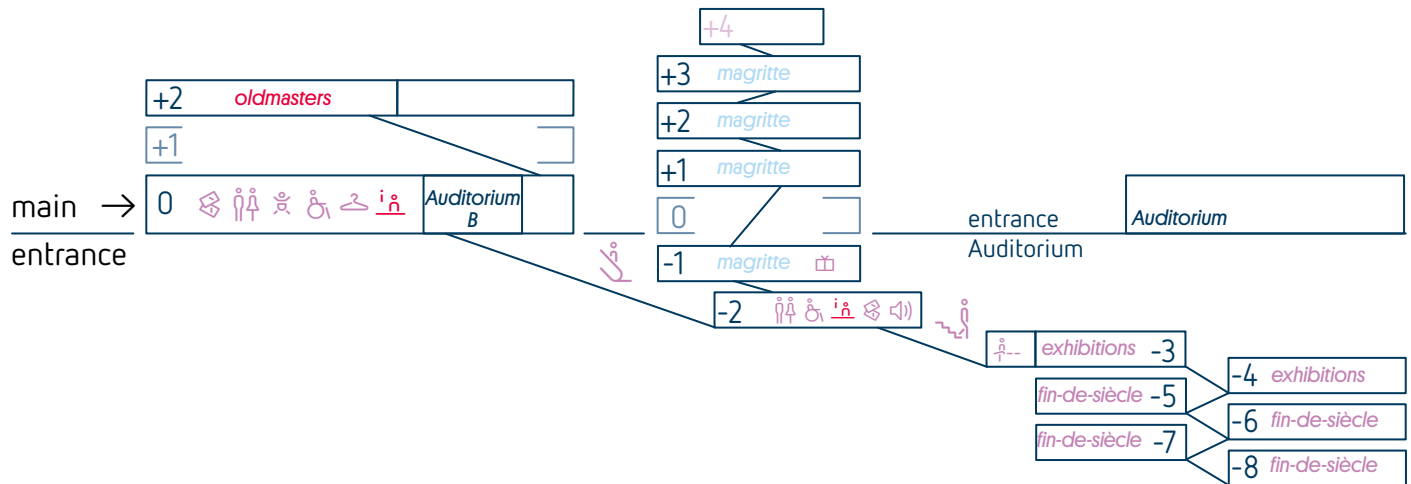 +4
+3 magritte
+2 oldmasters
+2 magritte
+1
+1 magritte
main → 0 i Auditorium
B
0
entrance
Auditorium
Auditorium
entrance
-1 magritte
-2 i
exhibitions -3
-4 exhibitions
fin-de-siècle -5
-6 fin-de-siècle
fin-de-siècle -7
-8 fin-de-siècle